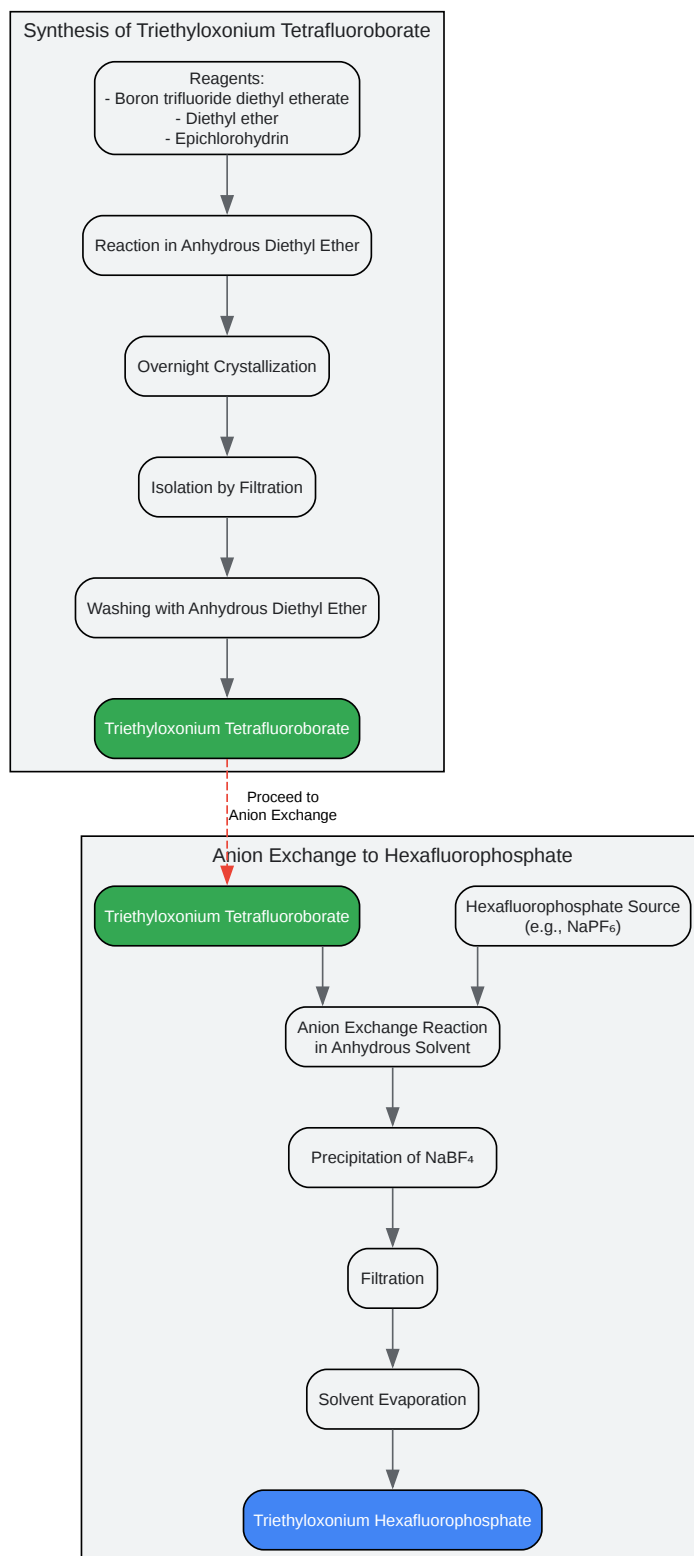 Synthesis of Triethyloxonium Tetrafluoroborate
Reagents:
- Boron trifluoride diethyl etherate
- Diethyl ether
- Epichlorohydrin
Reaction in Anhydrous Diethyl Ether
Overnight Crystallization
Isolation by Filtration
Washing with Anhydrous Diethyl Ether
Triethyloxonium Tetrafluoroborate
Proceed to
Anion Exchange
Anion Exchange to Hexafluorophosphate
Triethyloxonium Tetrafluoroborate
Hexafluorophosphate Source
(e.g., NaPF₆)
Anion Exchange Reaction
in Anhydrous Solvent
Precipitation of NaBF₄
Filtration
Solvent Evaporation
Triethyloxonium Hexafluorophosphate